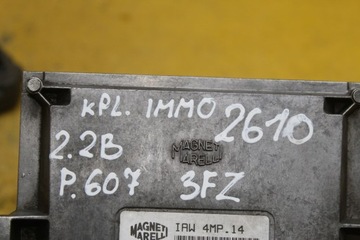 KPL. IMMO 2610
2.2B
MAGNETI
MARELLI
P.607 3FZ
MAGNETI IAW 4MP.14
MARELLI